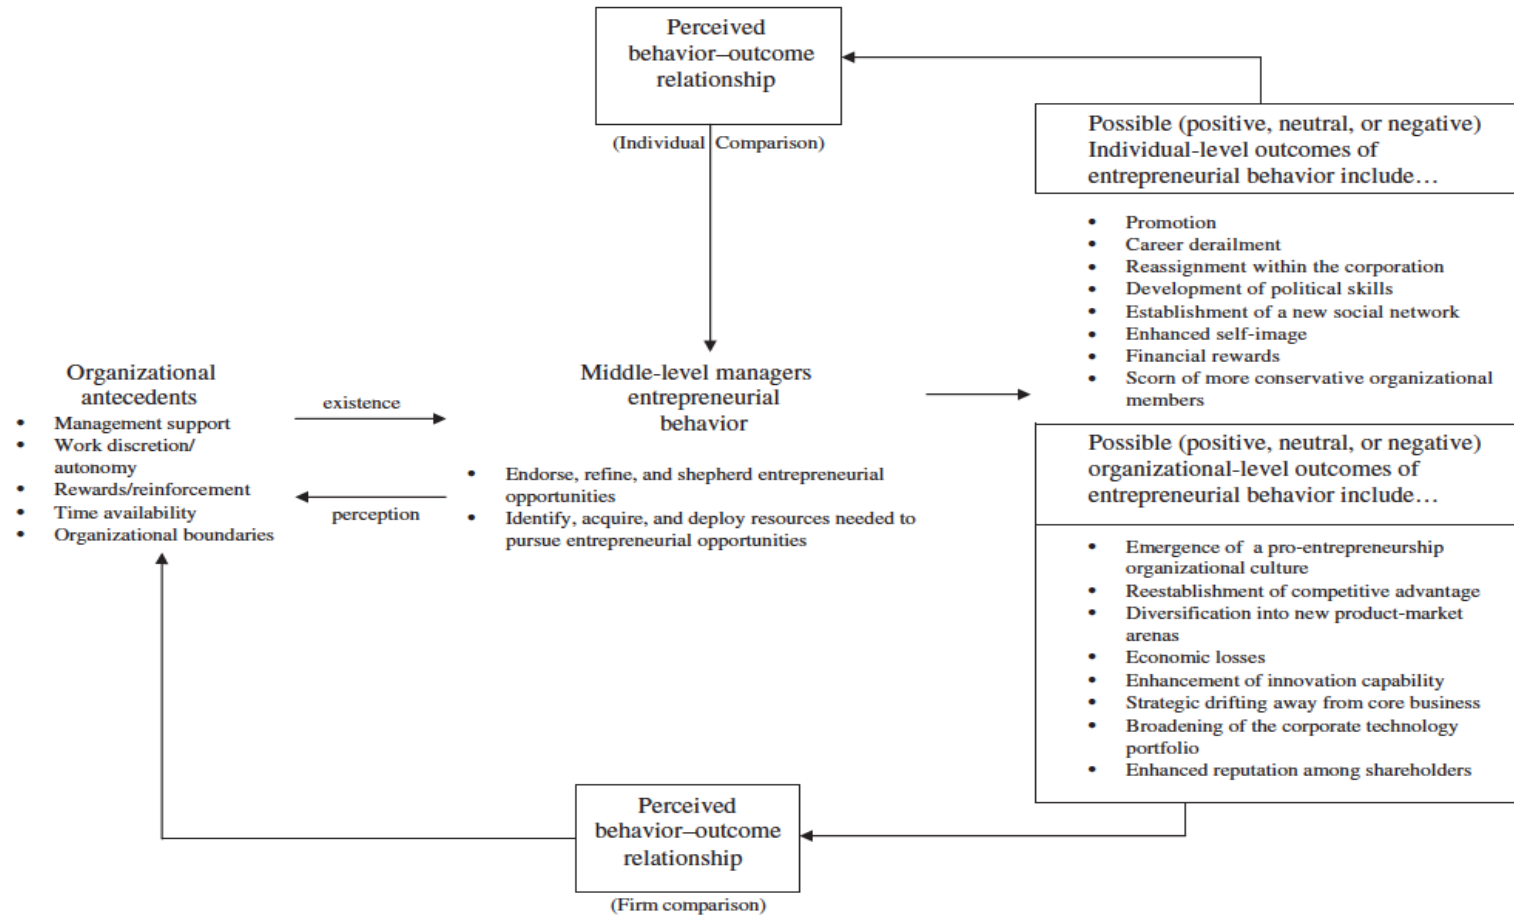 Perceived
behavior–outcome
relationship
(Individual Comparison)
Possible (positive, neutral, or negative)
Individual-level outcomes of
entrepreneurial behavior include…
• Promotion
• Career derailment
• Reassignment within the corporation
• Development of political skills
• Establishment of a new social network
• Enhanced self-image
• Financial rewards
• Scorn of more conservative organizational
members
Organizational
antecedents
• Management support
• Work discretion/
autonomy
• Rewards/reinforcement
• Time availability
• Organizational boundaries
existence
perception
Middle-level managers
entrepreneurial
behavior
• Endorse, refine, and shepherd entrepreneurial
opportunities
• Identify, acquire, and deploy resources needed to
pursue entrepreneurial opportunities
Possible (positive, neutral, or negative)
organizational-level outcomes of
entrepreneurial behavior include…
• Emergence of a pro-entrepreneurship
organizational culture
• Reestablishment of competitive advantage
• Diversification into new product-market
arenas
• Economic losses
• Enhancement of innovation capability
• Strategic drifting away from core business
• Broadening of the corporate technology
portfolio
• Enhanced reputation among shareholders
Perceived
behavior–outcome
relationship
(Firm comparison)